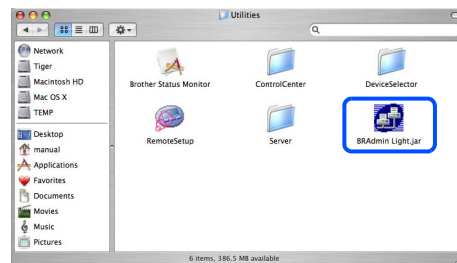 Utilities
Network
Tiger
Macintosh HD
Mac OS X
TEMP
Desktop
manual
Applications
Favorites
Documents
Movies
Music
Pictures
Brother Status Monitor
ControlCenter
DeviceSelector
RemoteSetup
Server
BRAdmin Light.jar
6 items, 386.5 MB available